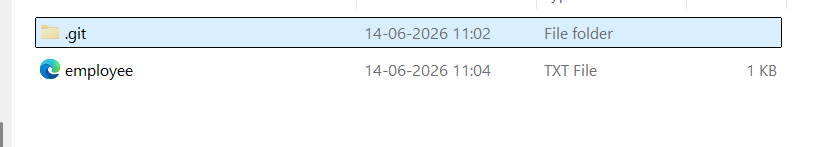 .git 14-06-2026 11:02 File folder
employee 14-06-2026 11:04 TXT File 1 KB